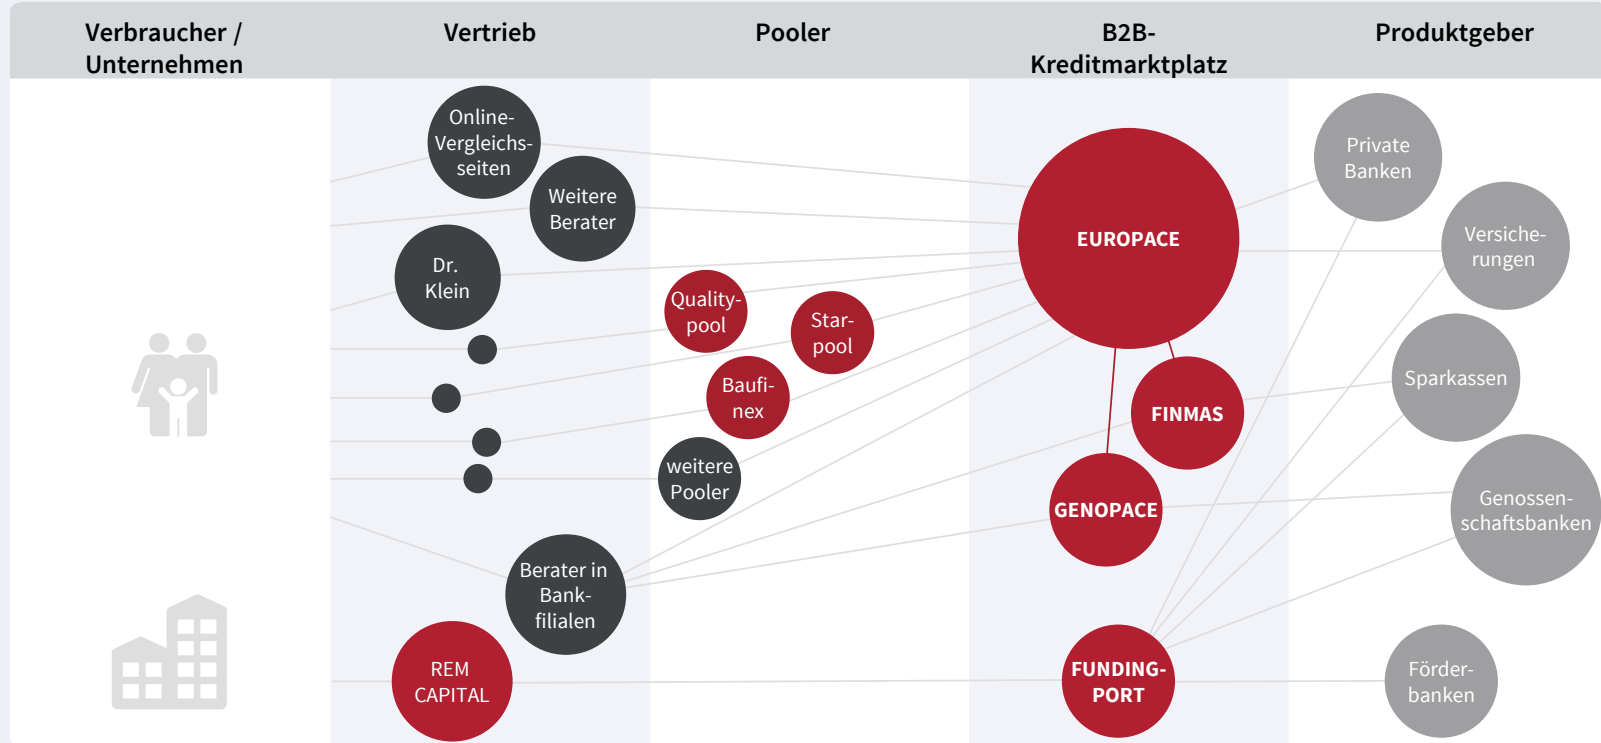 Verbraucher /
Unternehmen
Vertrieb
Pooler
B2B-
Kreditmarktplatz
Produktgeber
Online-
Vergleichs-
seiten
Weitere
Berater
Dr.
Klein
Berater in
Bank-
filialen
REM
CAPITAL
Quality-
pool
Star-
pool
Baufi-
nex
weitere
Pooler
EUROPACE
FINMAS
GENOPACE
FUNDING-
PORT
Private
Banken
Versiche-
rungen
Sparkassen
Genossen-
schaftsbanken
Förder-
banken